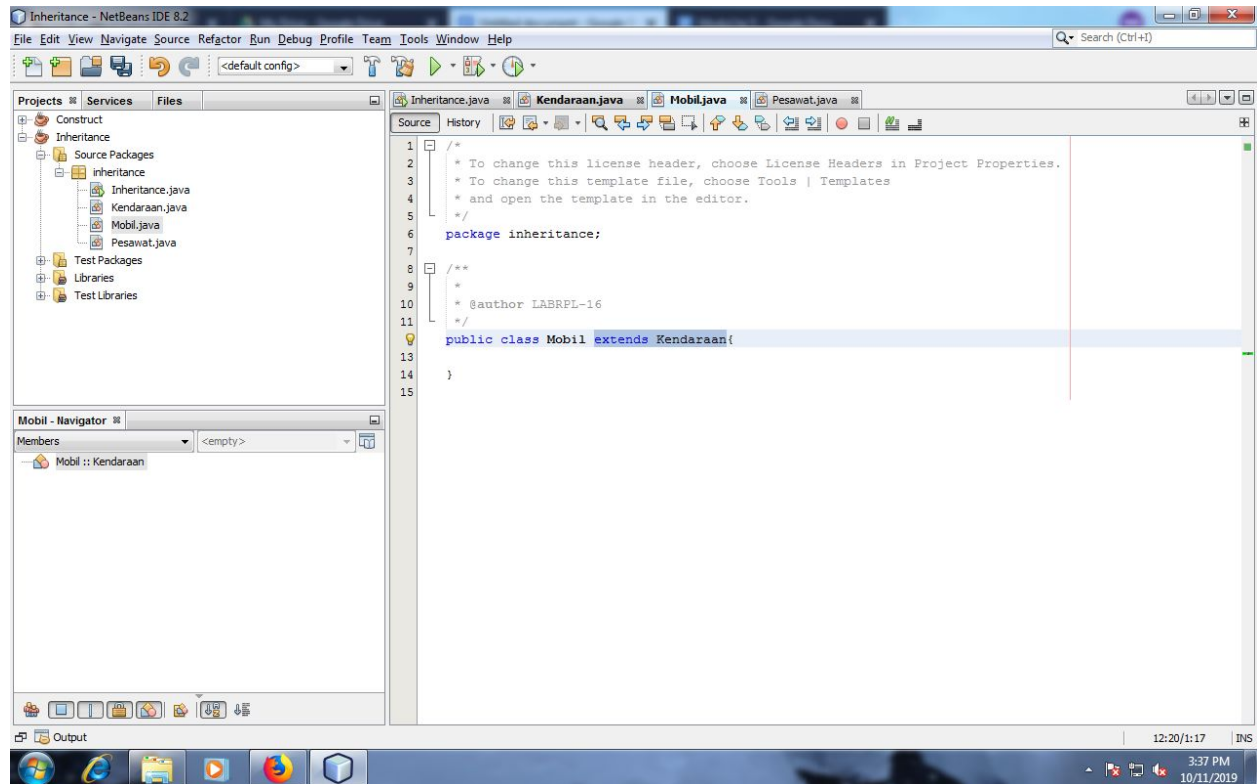 Inheritance - NetBeans IDE 8.2
File Edit View Navigate Source Refactor Run Debug Profile Team Tools Window Help
Search (Ctrl+I)
<default config>
Projects Services Files
Construct
Inheritance
Source Packages
inheritance
Inheritance.java
Kendaraan.java
Mobil.java
Pesawat.java
Test Packages
Libraries
Test Libraries
Mobil - Navigator
Members <empty>
Mobil :: Kendaraan
Inheritance.java Kendaraan.java Mobil.java Pesawat.java
Source History
1 /*
2 * To change this license header, choose License Headers in Project Properties.
3 * To change this template file, choose Tools | Templates
4 * and open the template in the editor.
5 */
6 package inheritance;
7
8 /**
9 *
10 * @author LABRPL-16
11 */
public class Mobil extends Kendaraan{
13
14 }
15
Output
12:20/1:17 INS
3:37 PM
10/11/2019